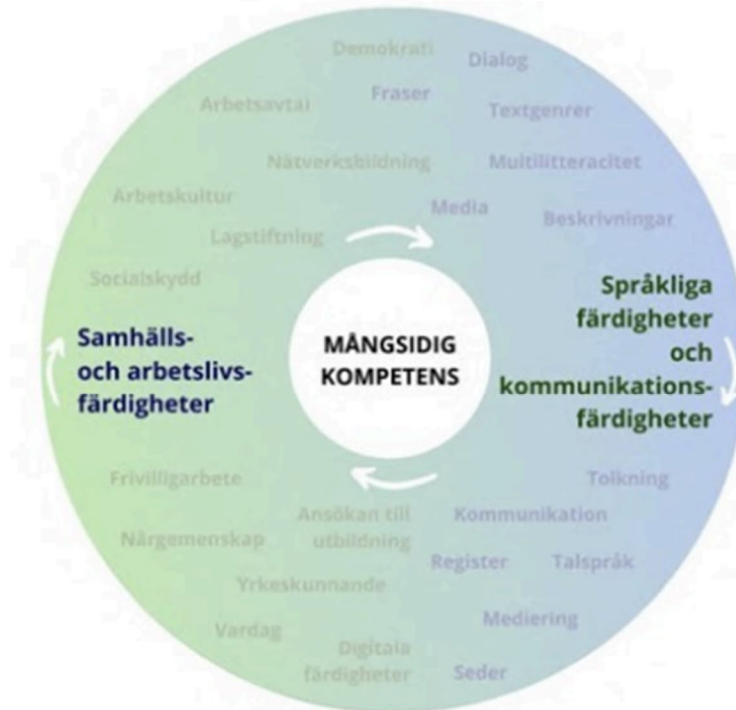 Demokrati
Dialog
Fraser
Arbetsavtal
Textgenrer
Nätverksbildning
Multilitteracitet
Arbetskultur
Media
Beskrivningar
Lagstiftning
Socialskydd
Språkliga
färdigheter
och
kommunikations-
färdigheter
MÅNGSIDIG
KOMPETENS
Samhälls-
och arbetslivs-
färdigheter
Frivilligarbete
Tolkning
Ansökan till
utbildning
Kommunikation
Närgemenskap
Register
Talspråk
Yrkeskunnande
Mediering
Vardag
Digitala
färdigheter
Seder